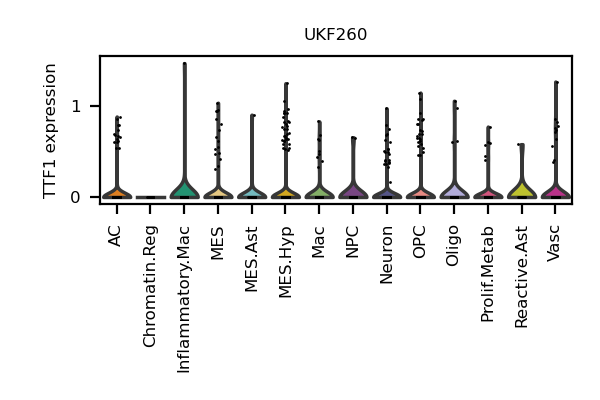 UKF260
TTF1 expression
1
0
AC
Chromatin.Reg
Inflammatory.Mac
MES
MES.Ast
MES.Hyp
Mac
NPC
Neuron
OPC
Oligo
Prolif.Metab
Reactive.Ast
Vasc